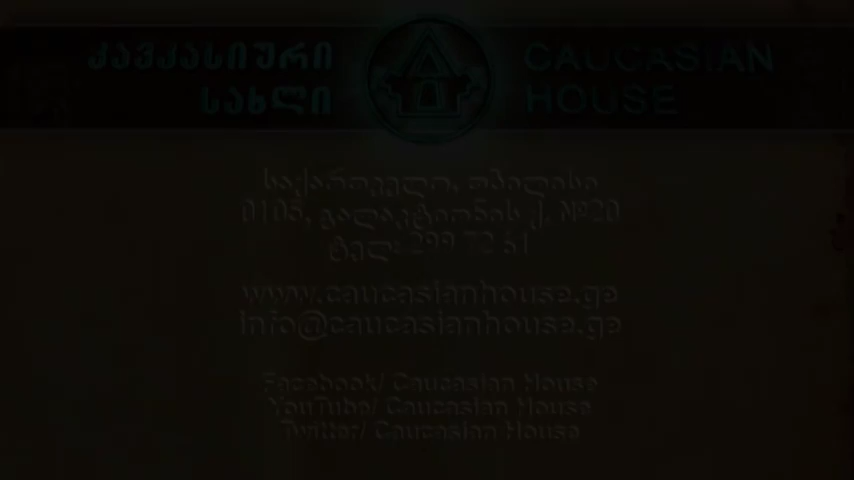 კავკასიური
სახლი
CAUCASIAN
HOUSE
საქართველო, თბილისი
0105, გალაკტიონის ქ. №20
ტელ: 299 72 61
www.caucasianhouse.ge
info@caucasianhouse.ge
Facebook/ Caucasian House
YouTube/ Caucasian House
Twitter/ Caucasian House